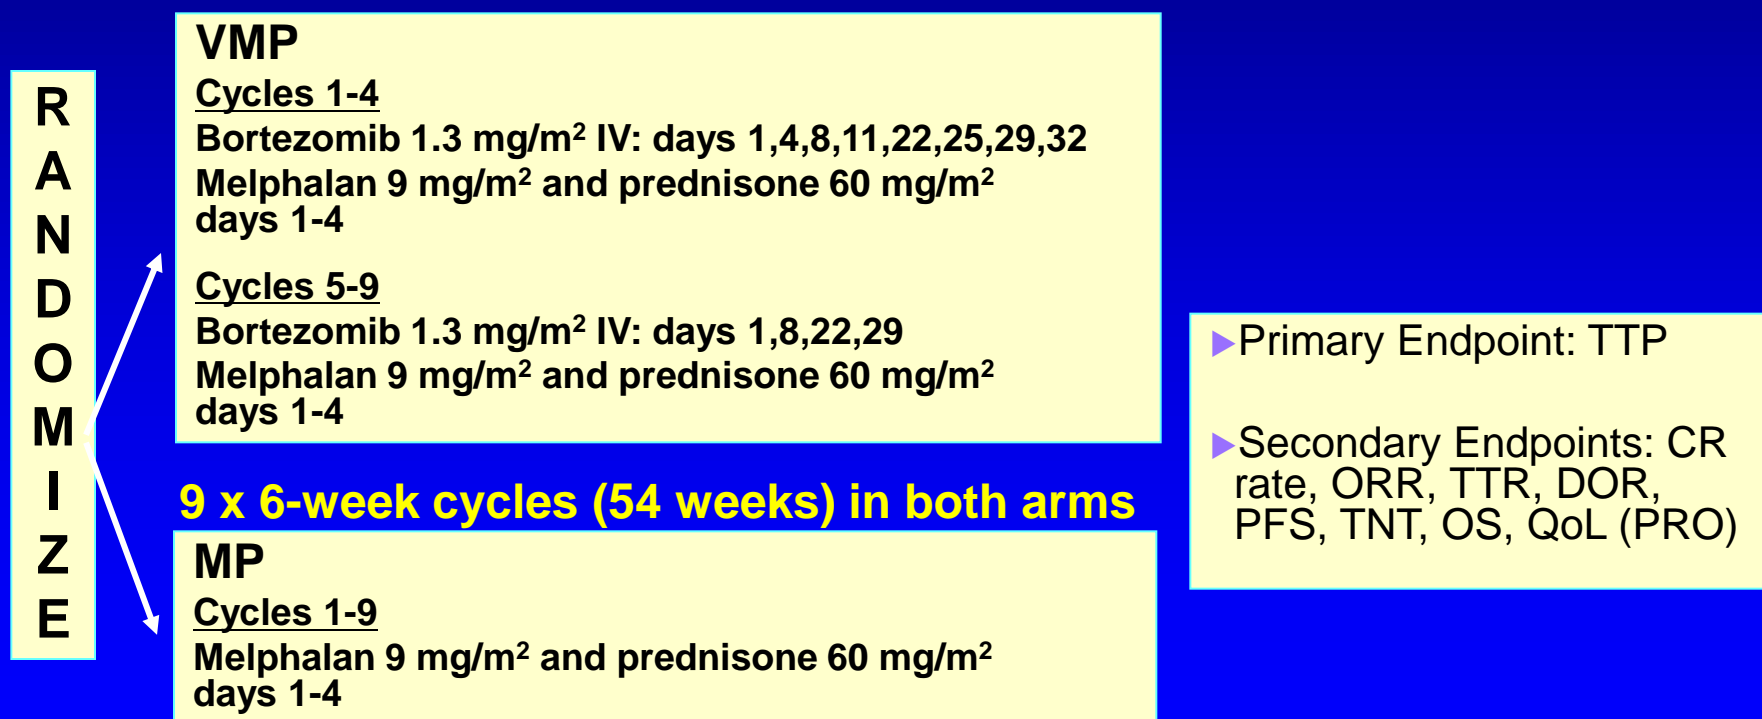 R
A
N
D
O
M
I
Z
E
VMP
Cycles 1-4
Bortezomib 1.3 mg/m² IV: days 1,4,8,11,22,25,29,32
Melphalan 9 mg/m² and prednisone 60 mg/m²
days 1-4
Cycles 5-9
Bortezomib 1.3 mg/m² IV: days 1,8,22,29
Melphalan 9 mg/m² and prednisone 60 mg/m²
days 1-4
9 x 6-week cycles (54 weeks) in both arms
MP
Cycles 1-9
Melphalan 9 mg/m² and prednisone 60 mg/m²
days 1-4
Primary Endpoint: TTP
Secondary Endpoints: CR
rate, ORR, TTR, DOR,
PFS, TNT, OS, QoL (PRO)